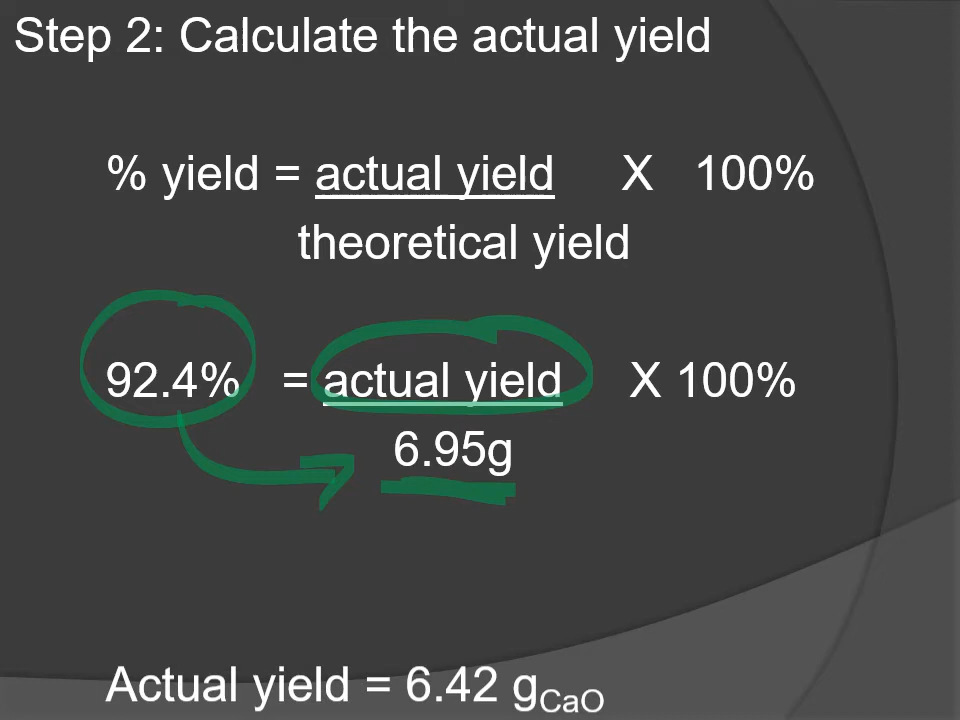 Step 2: Calculate the actual yield
% yield = actual yield X 100%
theoretical yield
92.4% = actual yield X 100%
6.95g
Actual yield = 6.42 gCaO